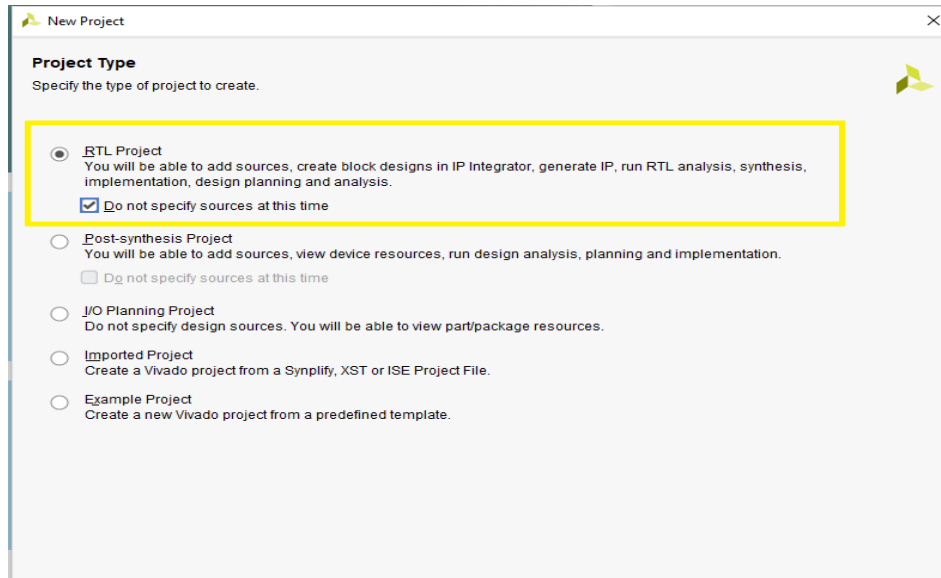 New Project
Project Type
Specify the type of project to create.
RTL Project
You will be able to add sources, create block designs in IP Integrator, generate IP, run RTL analysis, synthesis,
implementation, design planning and analysis.
Do not specify sources at this time
Post-synthesis Project
You will be able to add sources, view device resources, run design analysis, planning and implementation.
Do not specify sources at this time
I/O Planning Project
Do not specify design sources. You will be able to view part/package resources.
Imported Project
Create a Vivado project from a Synplify, XST or ISE Project File.
Example Project
Create a new Vivado project from a predefined template.